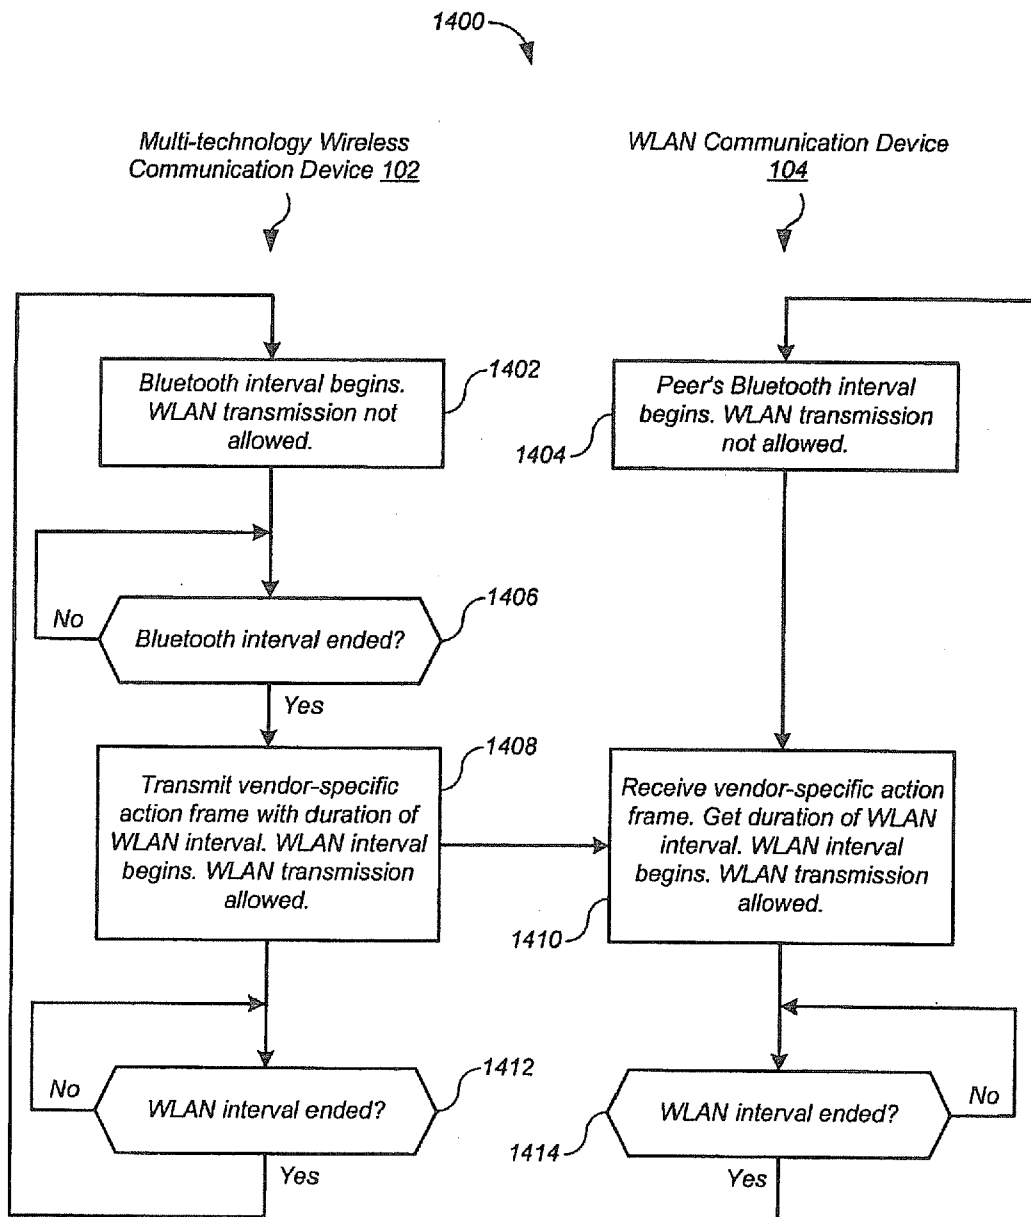 1400
Multi-technology Wireless
Communication Device 102
WLAN Communication Device
104
Bluetooth interval begins.
WLAN transmission not
allowed.
1402
Peer's Bluetooth interval
begins. WLAN transmission
not allowed.
1404
Bluetooth interval ended?
1406
No
Yes
Transmit vendor-specific
action frame with duration of
WLAN interval. WLAN interval
begins. WLAN transmission
allowed.
1408
Receive vendor-specific action
frame. Get duration of WLAN
interval. WLAN interval
begins. WLAN transmission
allowed.
1410
WLAN interval ended?
1412
No
Yes
WLAN interval ended?
1414
No
Yes